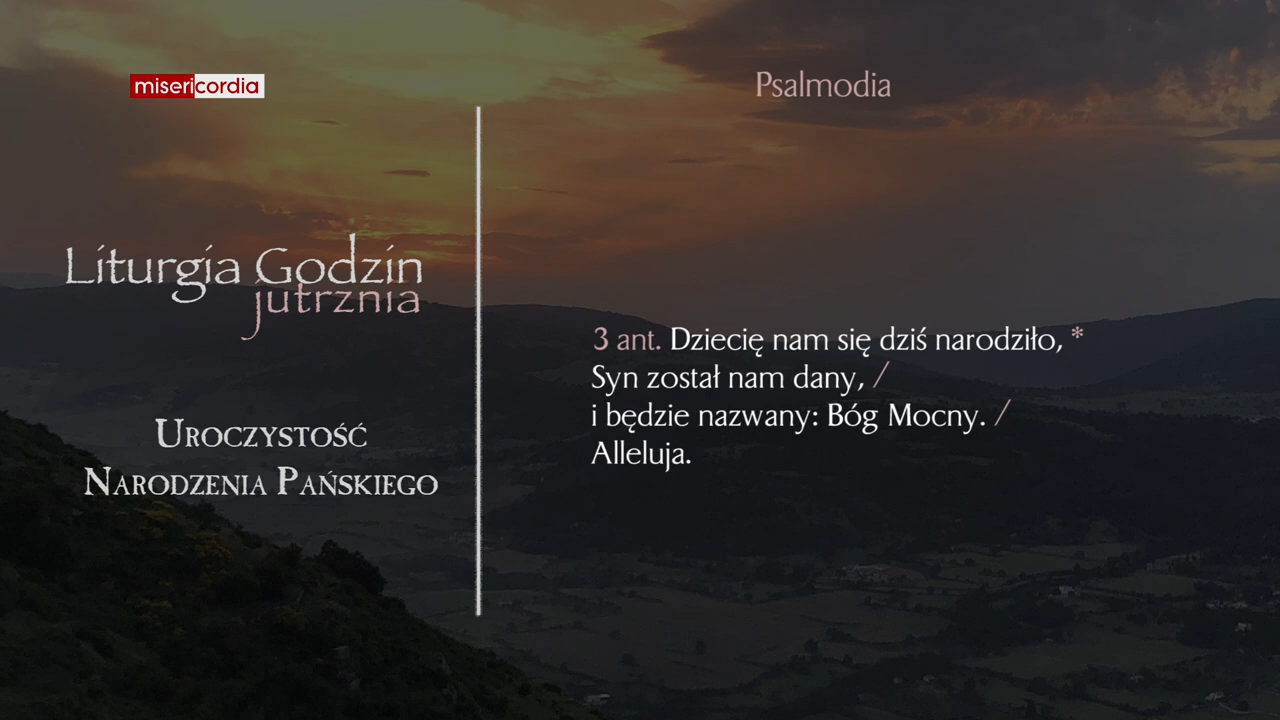 misericordia
Liturgia Godzin
jutrznia
Uroczystość
Narodzenia Pańskiego
Psalmodia
3 ant. Dziecię nam się dziś narodziło, *
Syn został nam dany, /
i będzie nazwany: Bóg Mocny. /
Alleluja.